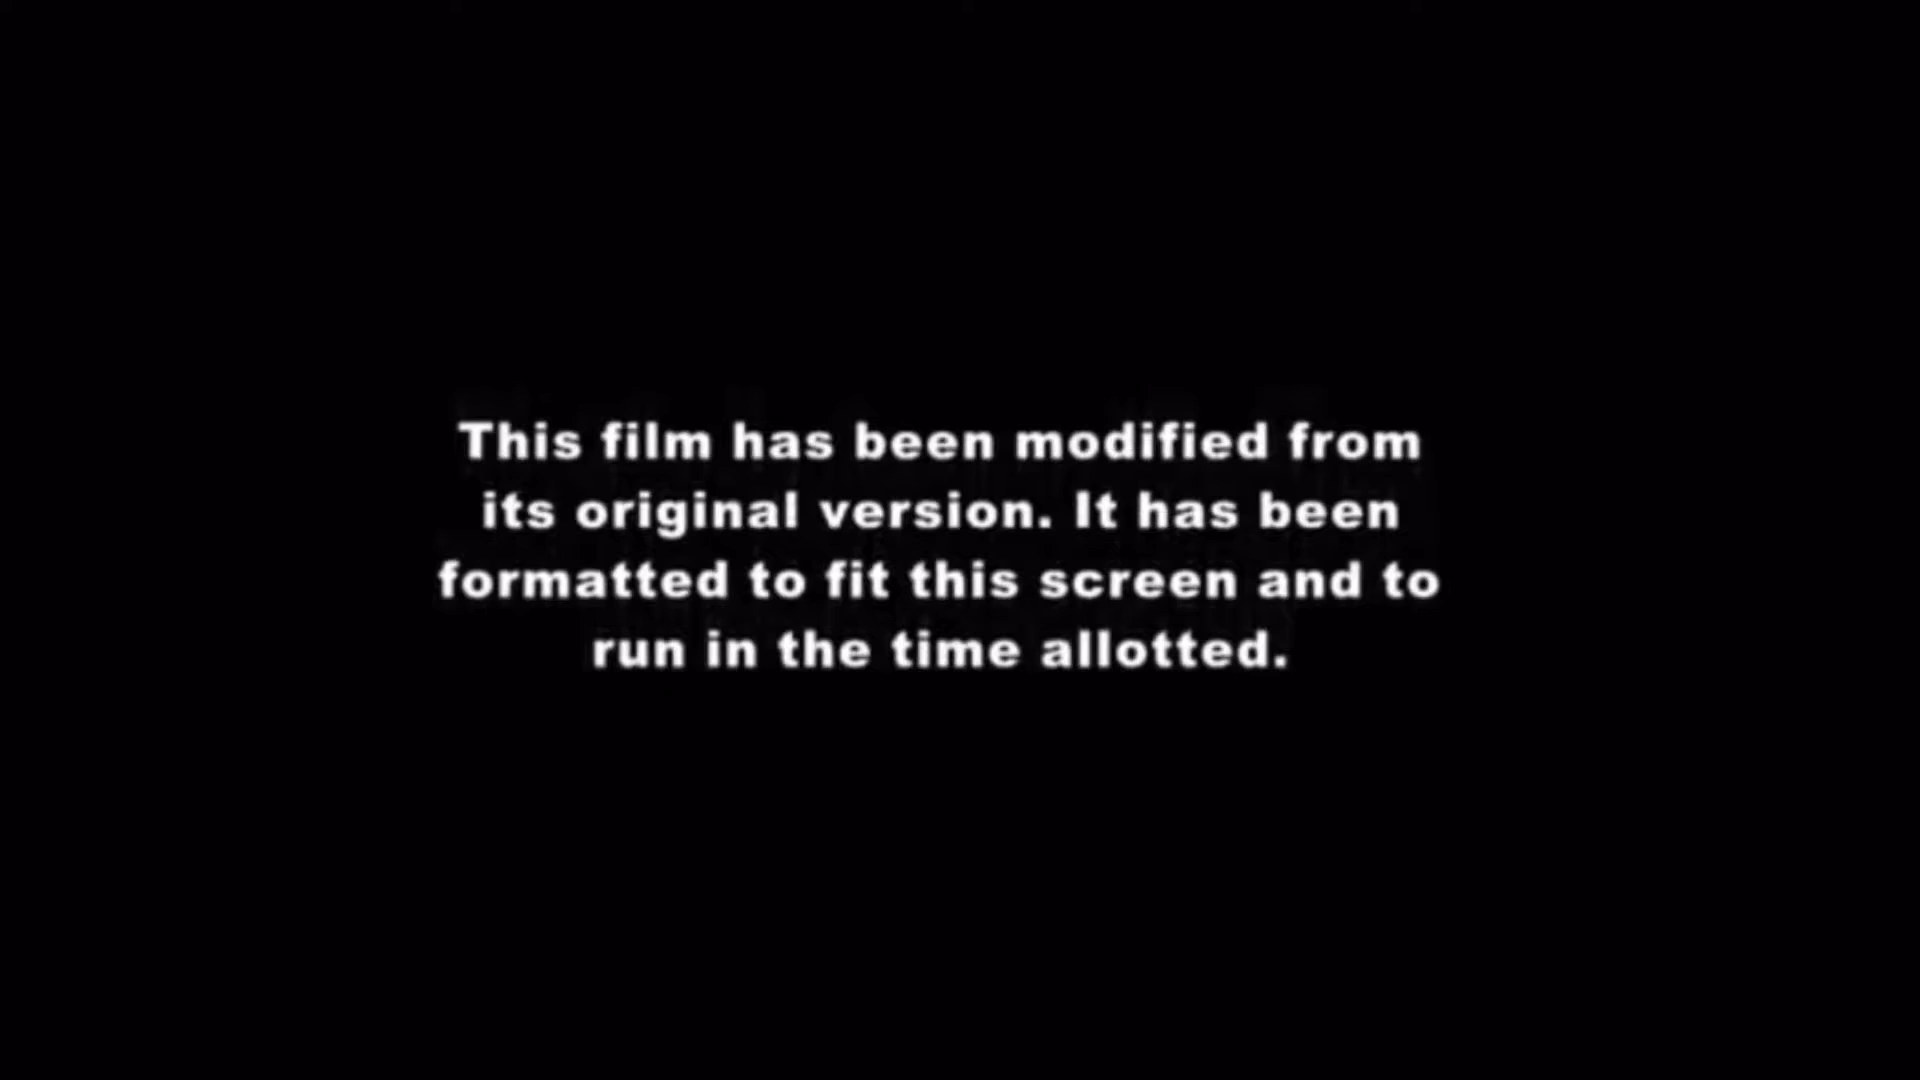 This film has been modified from
its original version. It has been
formatted to fit this screen and to
run in the time allotted.